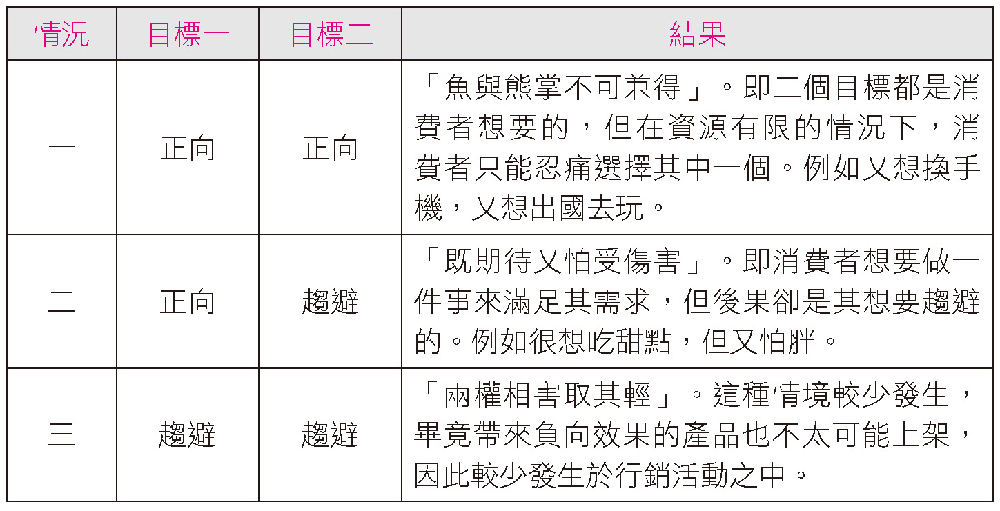 情況 目標一 目標二 結果
一 正向 正向
「魚與熊掌不可兼得」。即二個目標都是消
費者想要的，但在資源有限的情況下，消
費者只能忍痛選擇其中一個。例如又想換手
機，又想出國去玩。
二 正向 趨避
「既期待又怕受傷害」。即消費者想要做一
件事來滿足其需求，但後果卻是其想要趨避
的。例如很想吃甜點，但又怕胖。
三 趨避 趨避
「兩權相害取其輕」。這種情境較少發生，
畢竟帶來負向效果的產品也不太可能上架，
因此較少發生於行銷活動之中。